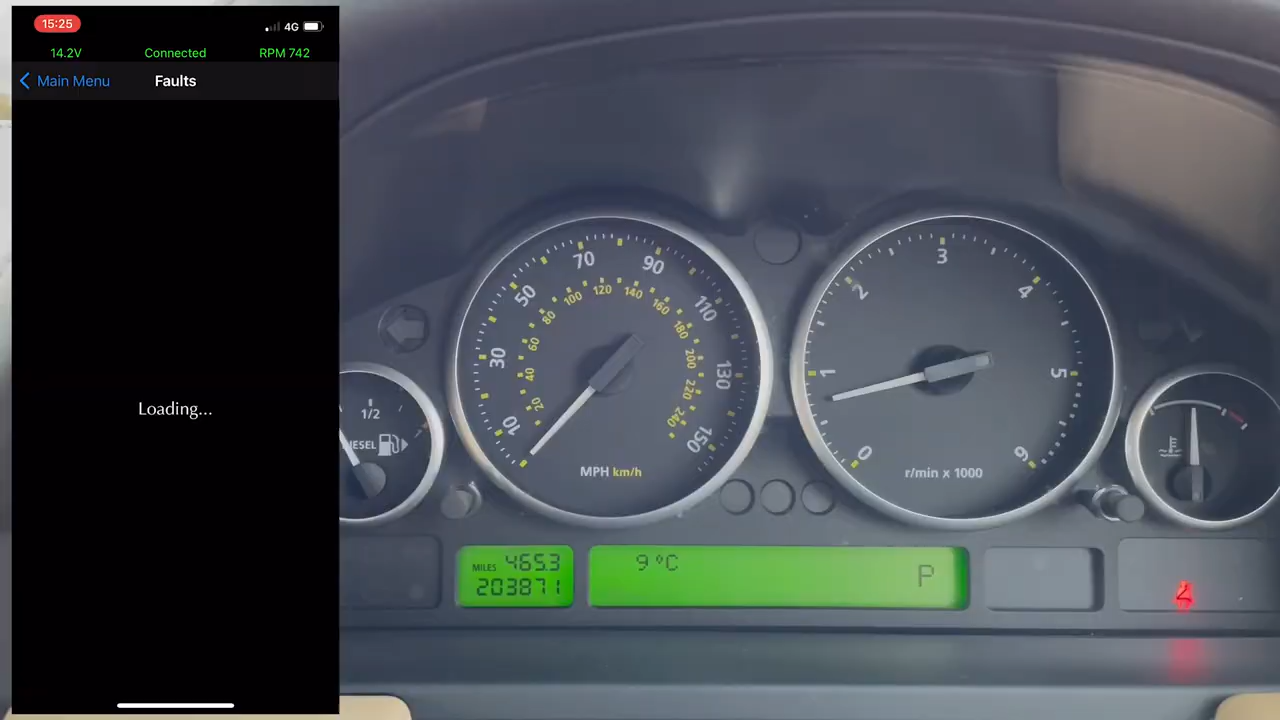 15:25
4G
14.2V Connected RPM 742
Main Menu Faults
Loading...
1/2
IESEL
10 30 50 70 90 110 130 150
20 40 60 80 100 120 140 160 180 200 220 240
MPH km/h
0 1 2 3 4 5 6
r/min x 1000
MILES 465.3
203871
9°C
P